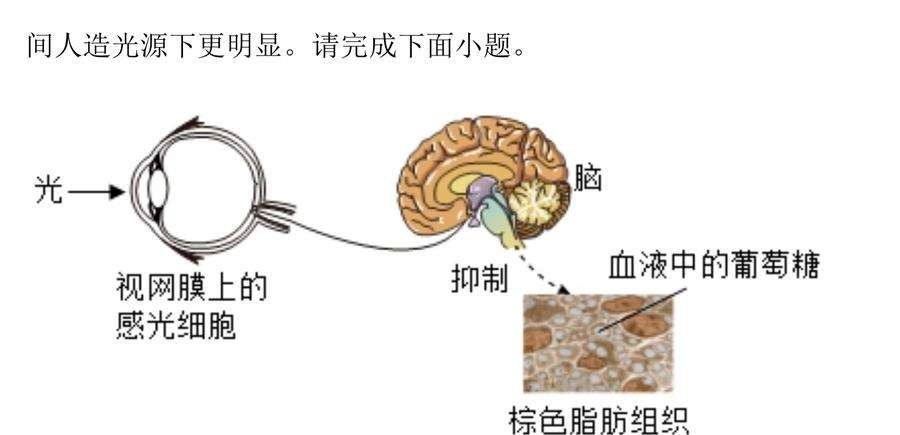 间人造光源下更明显。请完成下面小题。
光
脑
血液中的葡萄糖
抑制
视网膜上的
感光细胞
棕色脂肪组织